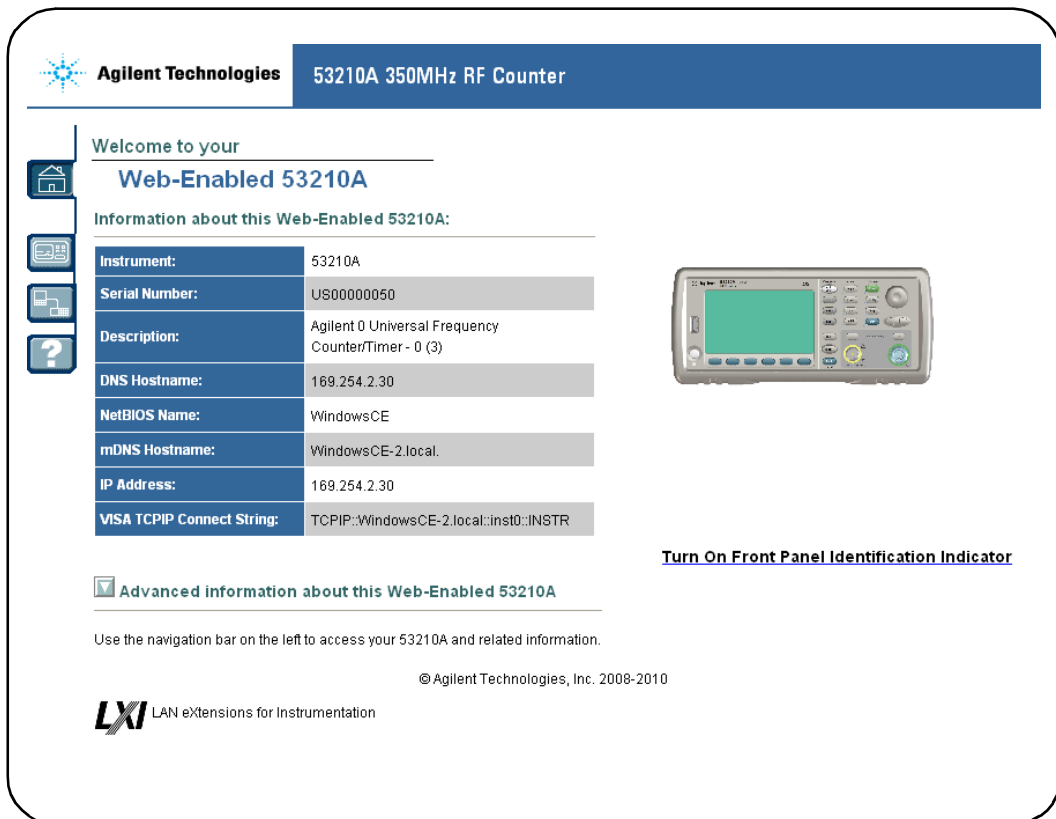 Agilent Technologies
53210A 350MHz RF Counter
Welcome to your
Web-Enabled 53210A
Information about this Web-Enabled 53210A:
Instrument: 53210A
Serial Number: US00000050
Description: Agilent 0 Universal Frequency
Counter/Timer - 0 (3)
DNS Hostname: 169.254.2.30
NetBIOS Name: WindowsCE
mDNS Hostname: WindowsCE-2.local.
IP Address: 169.254.2.30
VISA TCPIP Connect String: TCPIP::WindowsCE-2.local::inst0::INSTR
Turn On Front Panel Identification Indicator
Advanced information about this Web-Enabled 53210A
Use the navigation bar on the left to access your 53210A and related information.
© Agilent Technologies, Inc. 2008-2010
LXI LAN eXtensions for Instrumentation